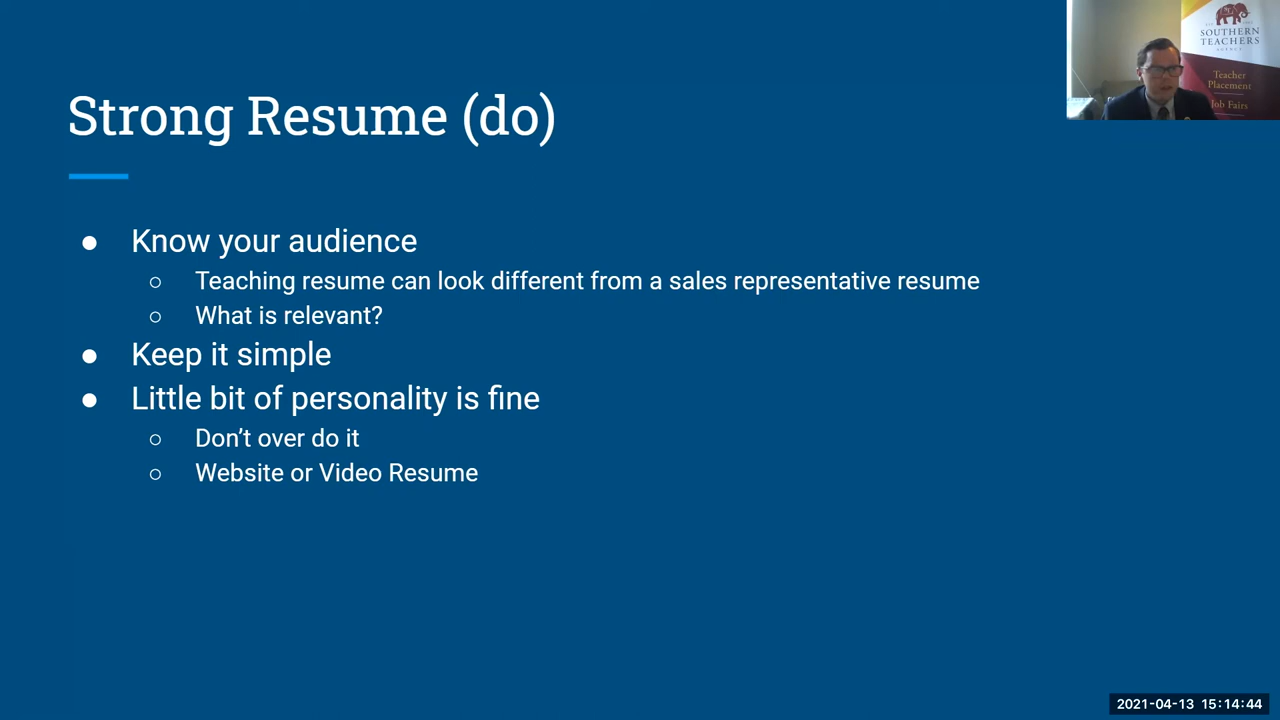 Strong Resume (do)
● Know your audience
○ Teaching resume can look different from a sales representative resume
○ What is relevant?
● Keep it simple
● Little bit of personality is fine
○ Don’t over do it
○ Website or Video Resume
SOUTHERN
TEACHERS
Teacher
Placement
Job Fairs
2021-04-13 15:14:44